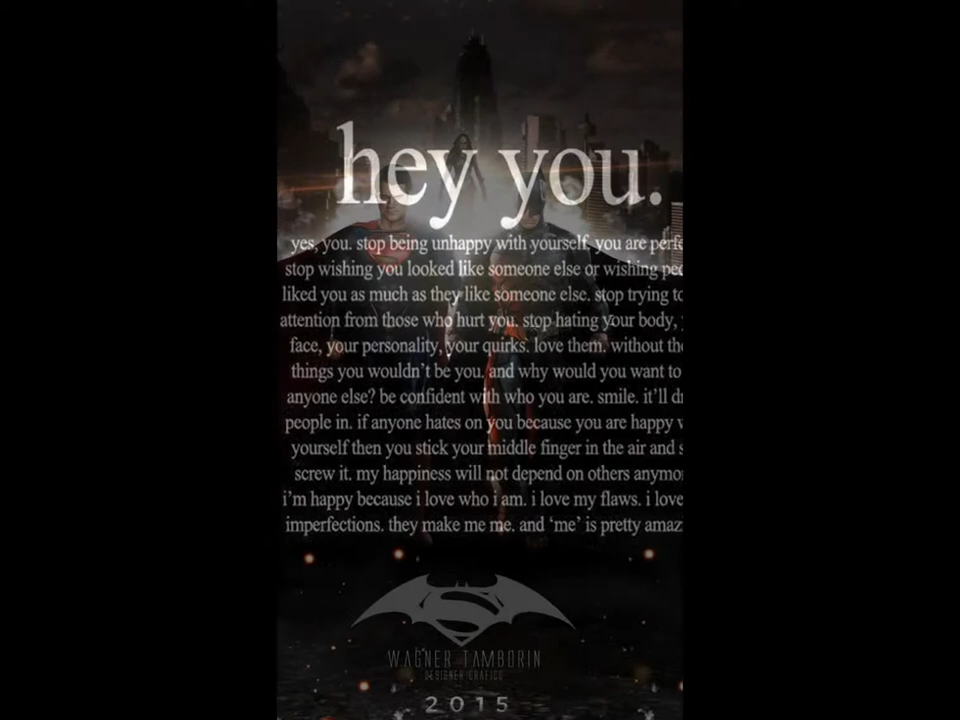 hey you.
yes, you. stop being unhappy with yourself, you are
stop wishing you looked like someone else or wishing
liked you as much as they like someone else. stop trying
attention from those who hurt you. stop hating your body,
face, your personality, your quirks. love them. without
things you wouldn't be you. and why would you want to
anyone else? be confident with who you are. smile. it'll
people in. if anyone hates on you because you are happy
yourself then you stick your middle finger in the air and
screw it. my happiness will not depend on others
i'm happy because i love who i am. i love my flaws. i love
imperfections. they make me me. and 'me' is pretty
WAGNER TAMBORIN
DESIGNER GRAFICO
2015